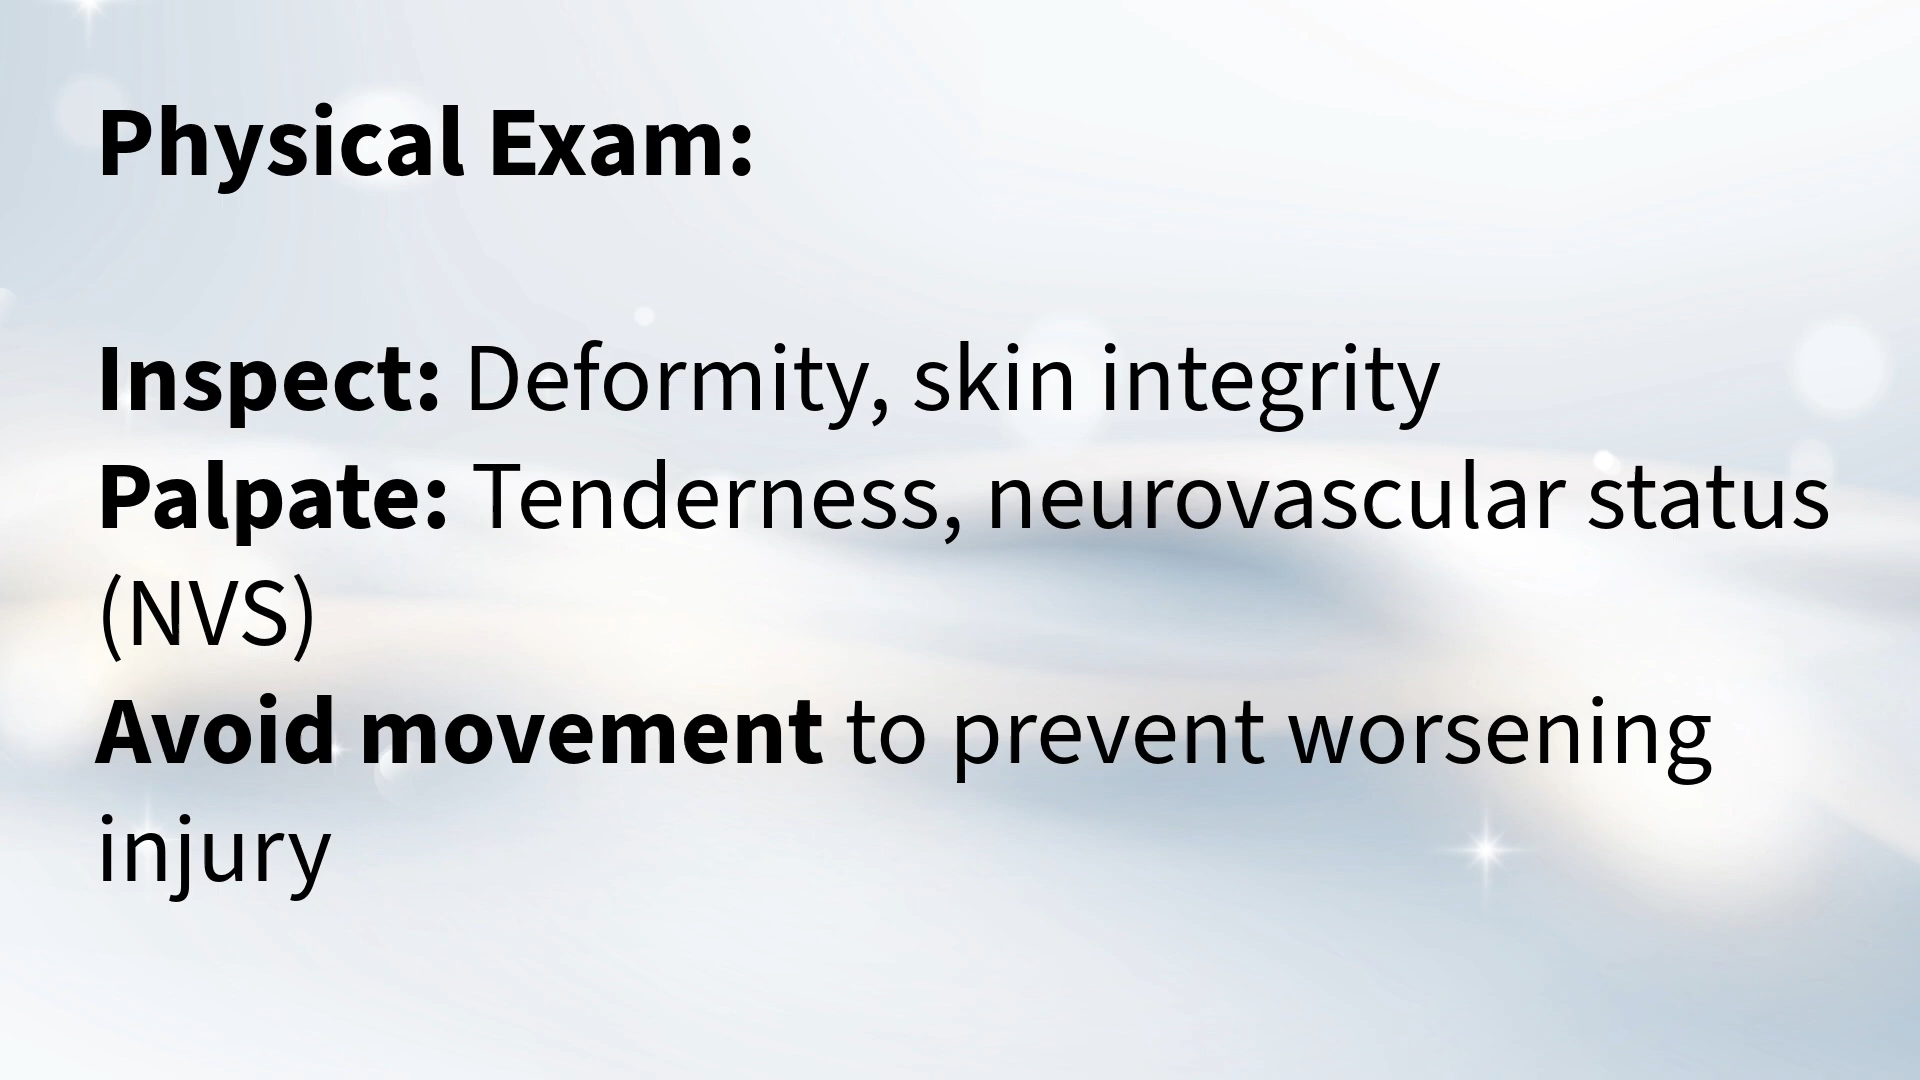 Physical Exam:
Inspect: Deformity, skin integrity
Palpate: Tenderness, neurovascular status
(NVS)
Avoid movement to prevent worsening
injury